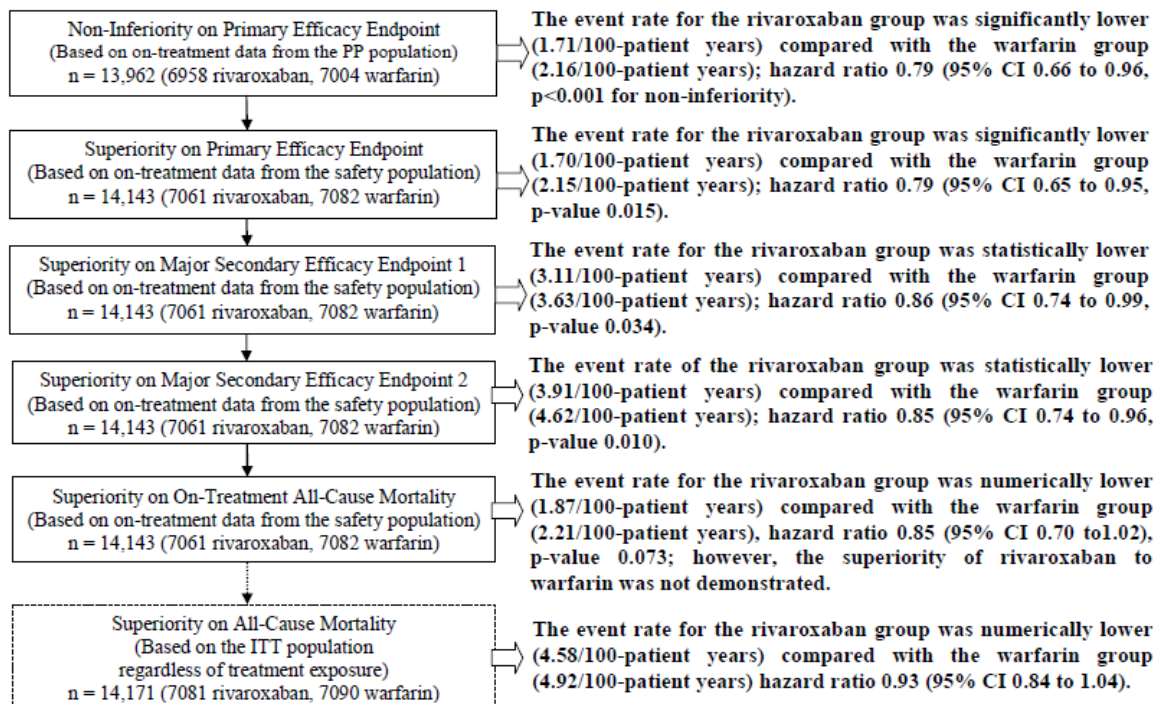 Non-Inferiority on Primary Efficacy Endpoint
(Based on on-treatment data from the PP population)
n = 13,962 (6958 rivaroxaban, 7004 warfarin)
The event rate for the rivaroxaban group was significantly lower
(1.71/100-patient years) compared with the warfarin group
(2.16/100-patient years); hazard ratio 0.79 (95% CI 0.66 to 0.96,
p<0.001 for non-inferiority).
Superiority on Primary Efficacy Endpoint
(Based on on-treatment data from the safety population)
n = 14,143 (7061 rivaroxaban, 7082 warfarin)
The event rate for the rivaroxaban group was significantly lower
(1.70/100-patient years) compared with the warfarin group
(2.15/100-patient years); hazard ratio 0.79 (95% CI 0.65 to 0.95,
p-value 0.015).
Superiority on Major Secondary Efficacy Endpoint 1
(Based on on-treatment data from the safety population)
n = 14,143 (7061 rivaroxaban, 7082 warfarin)
The event rate for the rivaroxaban group was statistically lower
(3.11/100-patient years) compared with the warfarin group
(3.63/100-patient years); hazard ratio 0.86 (95% CI 0.74 to 0.99,
p-value 0.034).
Superiority on Major Secondary Efficacy Endpoint 2
(Based on on-treatment data from the safety population)
n = 14,143 (7061 rivaroxaban, 7082 warfarin)
The event rate of the rivaroxaban group was statistically lower
(3.91/100-patient years) compared with the warfarin group
(4.62/100-patient years); hazard ratio 0.85 (95% CI 0.74 to 0.96,
p-value 0.010).
Superiority on On-Treatment All-Cause Mortality
(Based on on-treatment data from the safety population)
n = 14,143 (7061 rivaroxaban, 7082 warfarin)
The event rate for the rivaroxaban group was numerically lower
(1.87/100-patient years) compared with the warfarin group
(2.21/100-patient years), hazard ratio 0.85 (95% CI 0.70 to1.02),
p-value 0.073; however, the superiority of rivaroxaban to
warfarin was not demonstrated.
Superiority on All-Cause Mortality
(Based on the ITT population
regardless of treatment exposure)
n = 14,171 (7081 rivaroxaban, 7090 warfarin)
The event rate for the rivaroxaban group was numerically lower
(4.58/100-patient years) compared with the warfarin group
(4.92/100-patient years) hazard ratio 0.93 (95% CI 0.84 to 1.04).